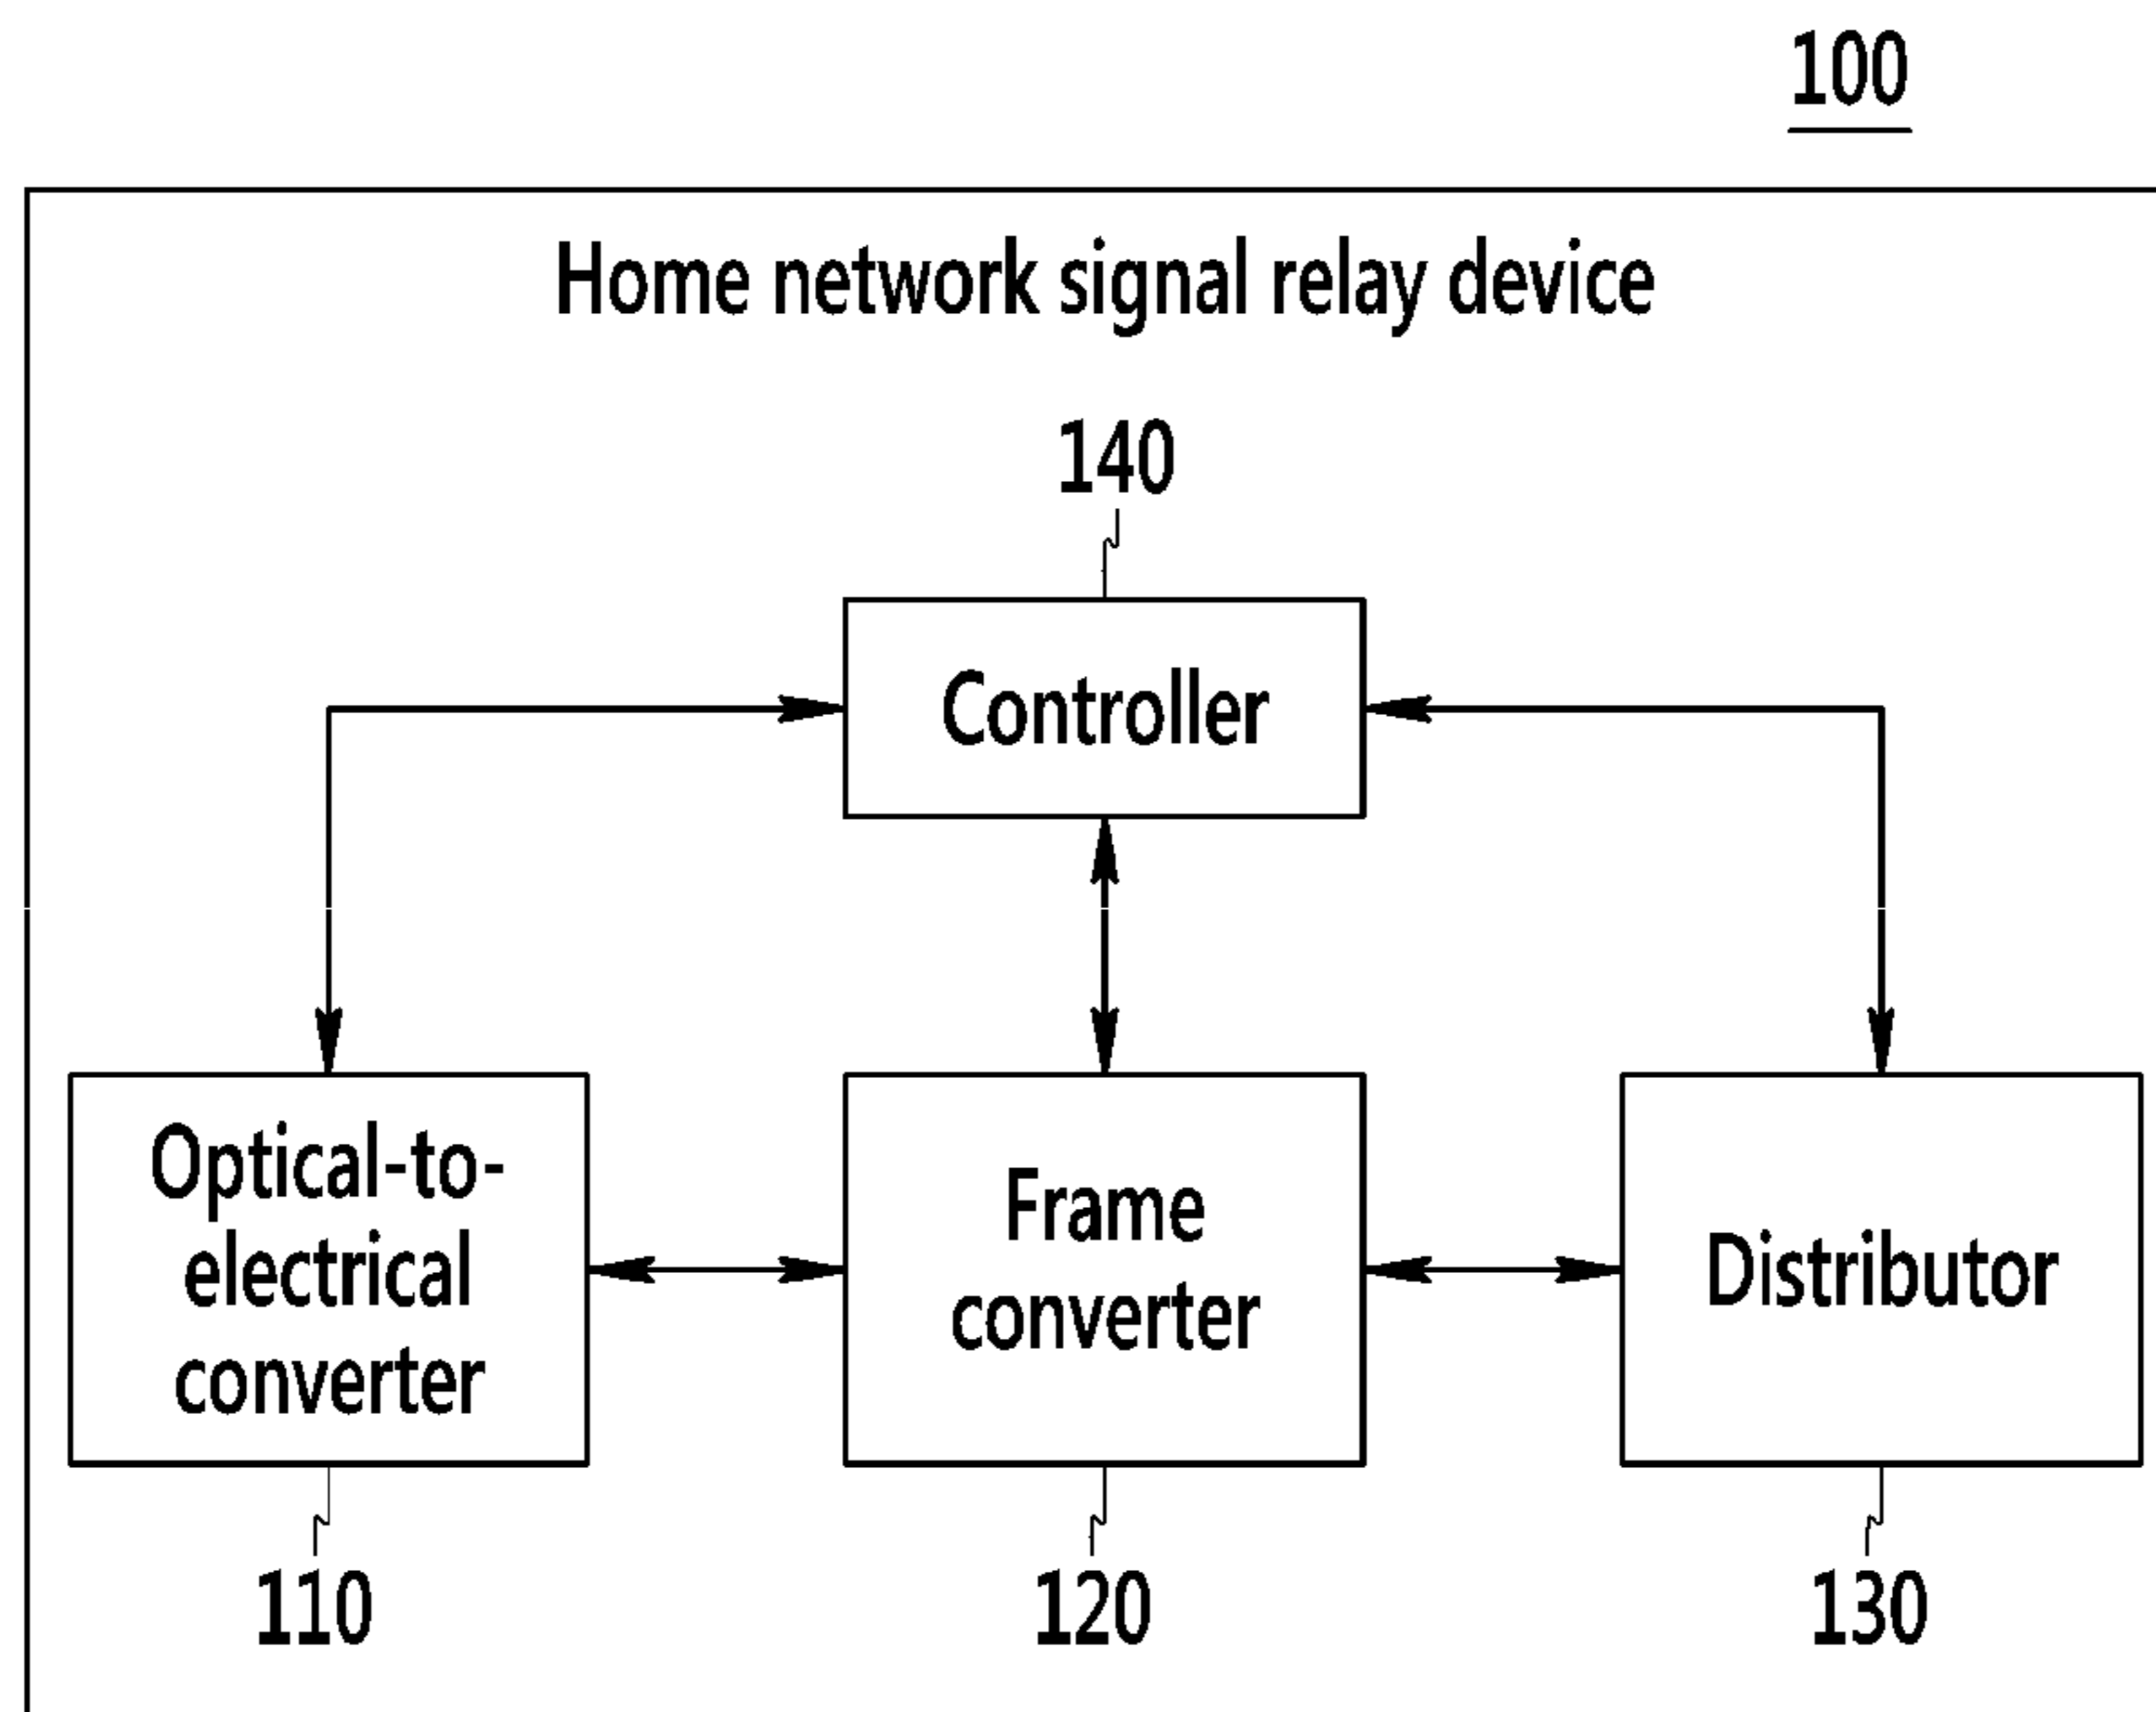 100
Home network signal relay device
140
Controller
Optical-to-
electrical
converter
Frame
converter
Distributor
110
120
130